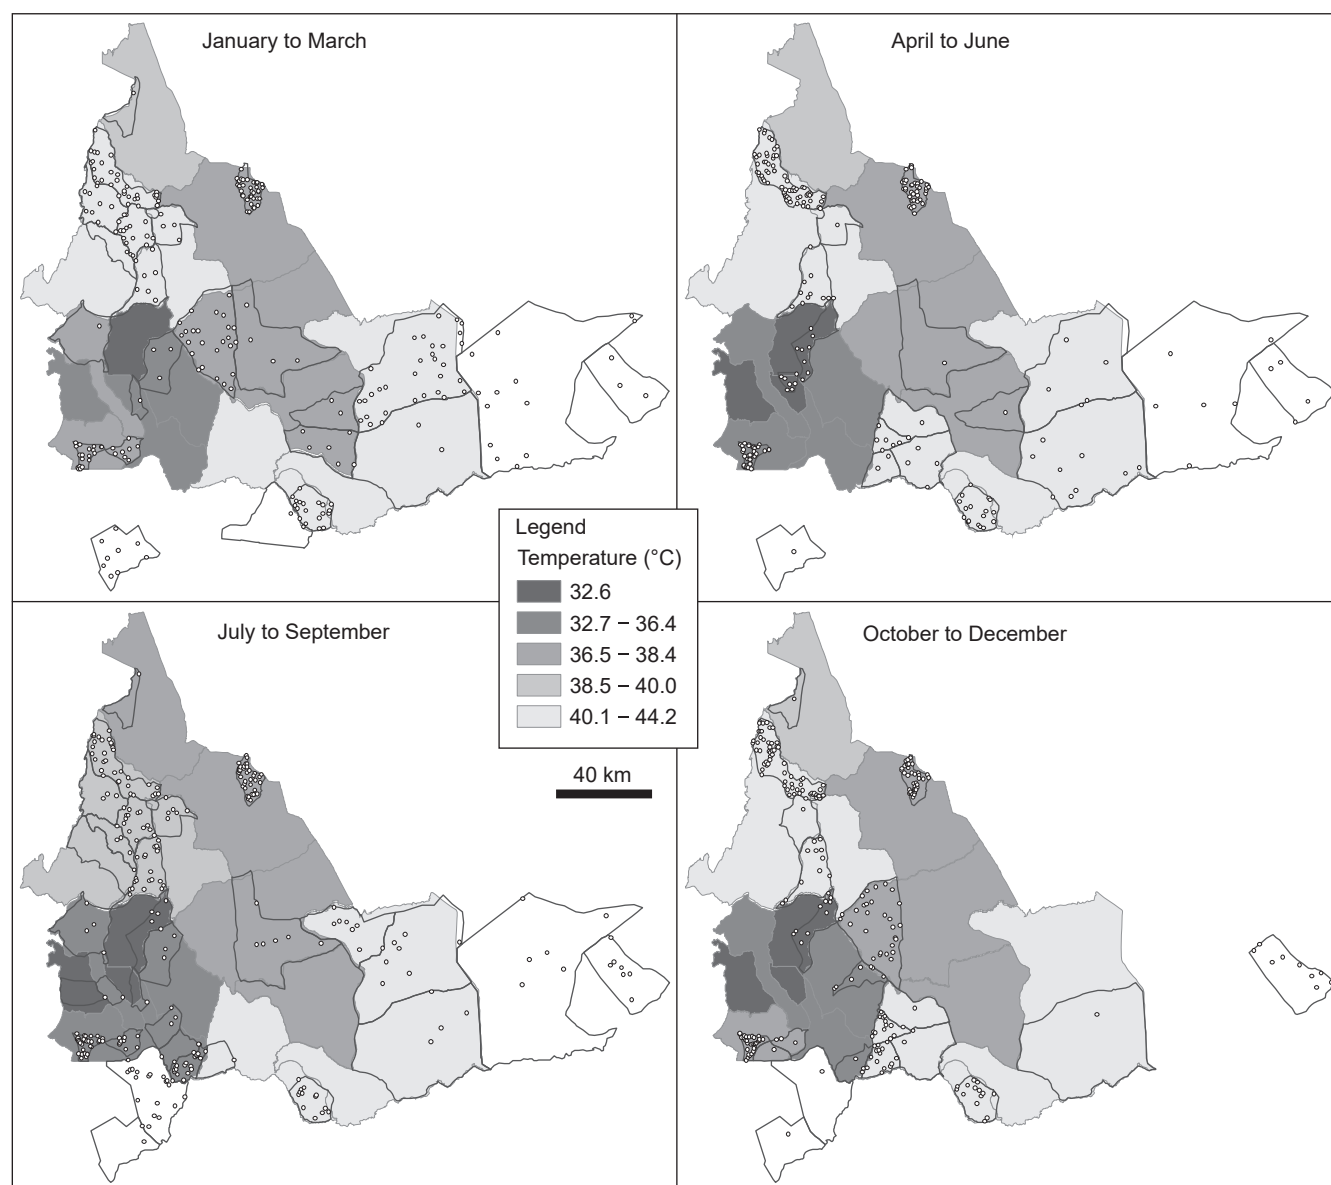 January to March
April to June
Legend
Temperature (°C)
32.6
32.7 – 36.4
36.5 – 38.4
38.5 – 40.0
40.1 – 44.2
40 km
July to September
October to December